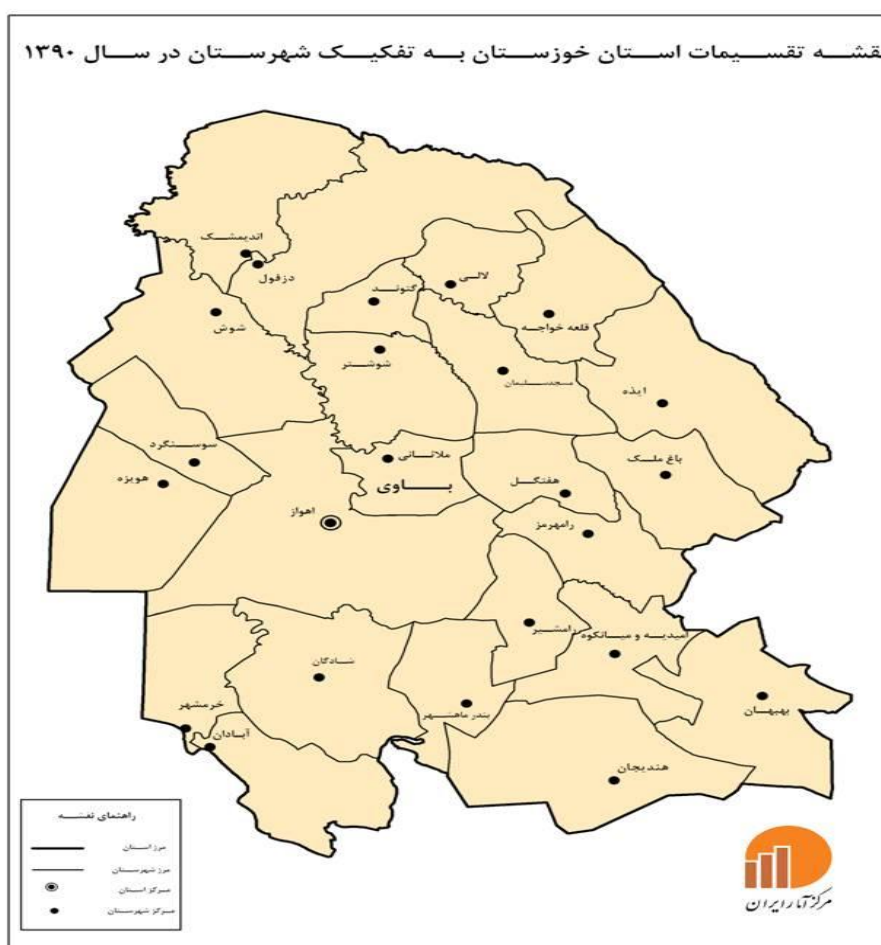 نقشه تقسیمات استان خوزستان به تفکیک شهرستان در سال ۱۳۹۰
اندیمشک
دزفول
لالی
گتوند
شوش
قلعه خواجه
شوشتر
مسجدسلیمان
ایذه
سوسنگرد
ملاثانی
باغ ملک
هویزه
باوی
هفتگل
اهواز
رامهرمز
رامشیر
امیدیه و میانکوه
شادگان
بهبهان
خرمشهر
بندر ماهشهر
آبادان
هندیجان
راهنمای نقشه
مرز استان
مرز شهرستان
مرکز استان
مرکز شهرستان
مرکز آمار ایران